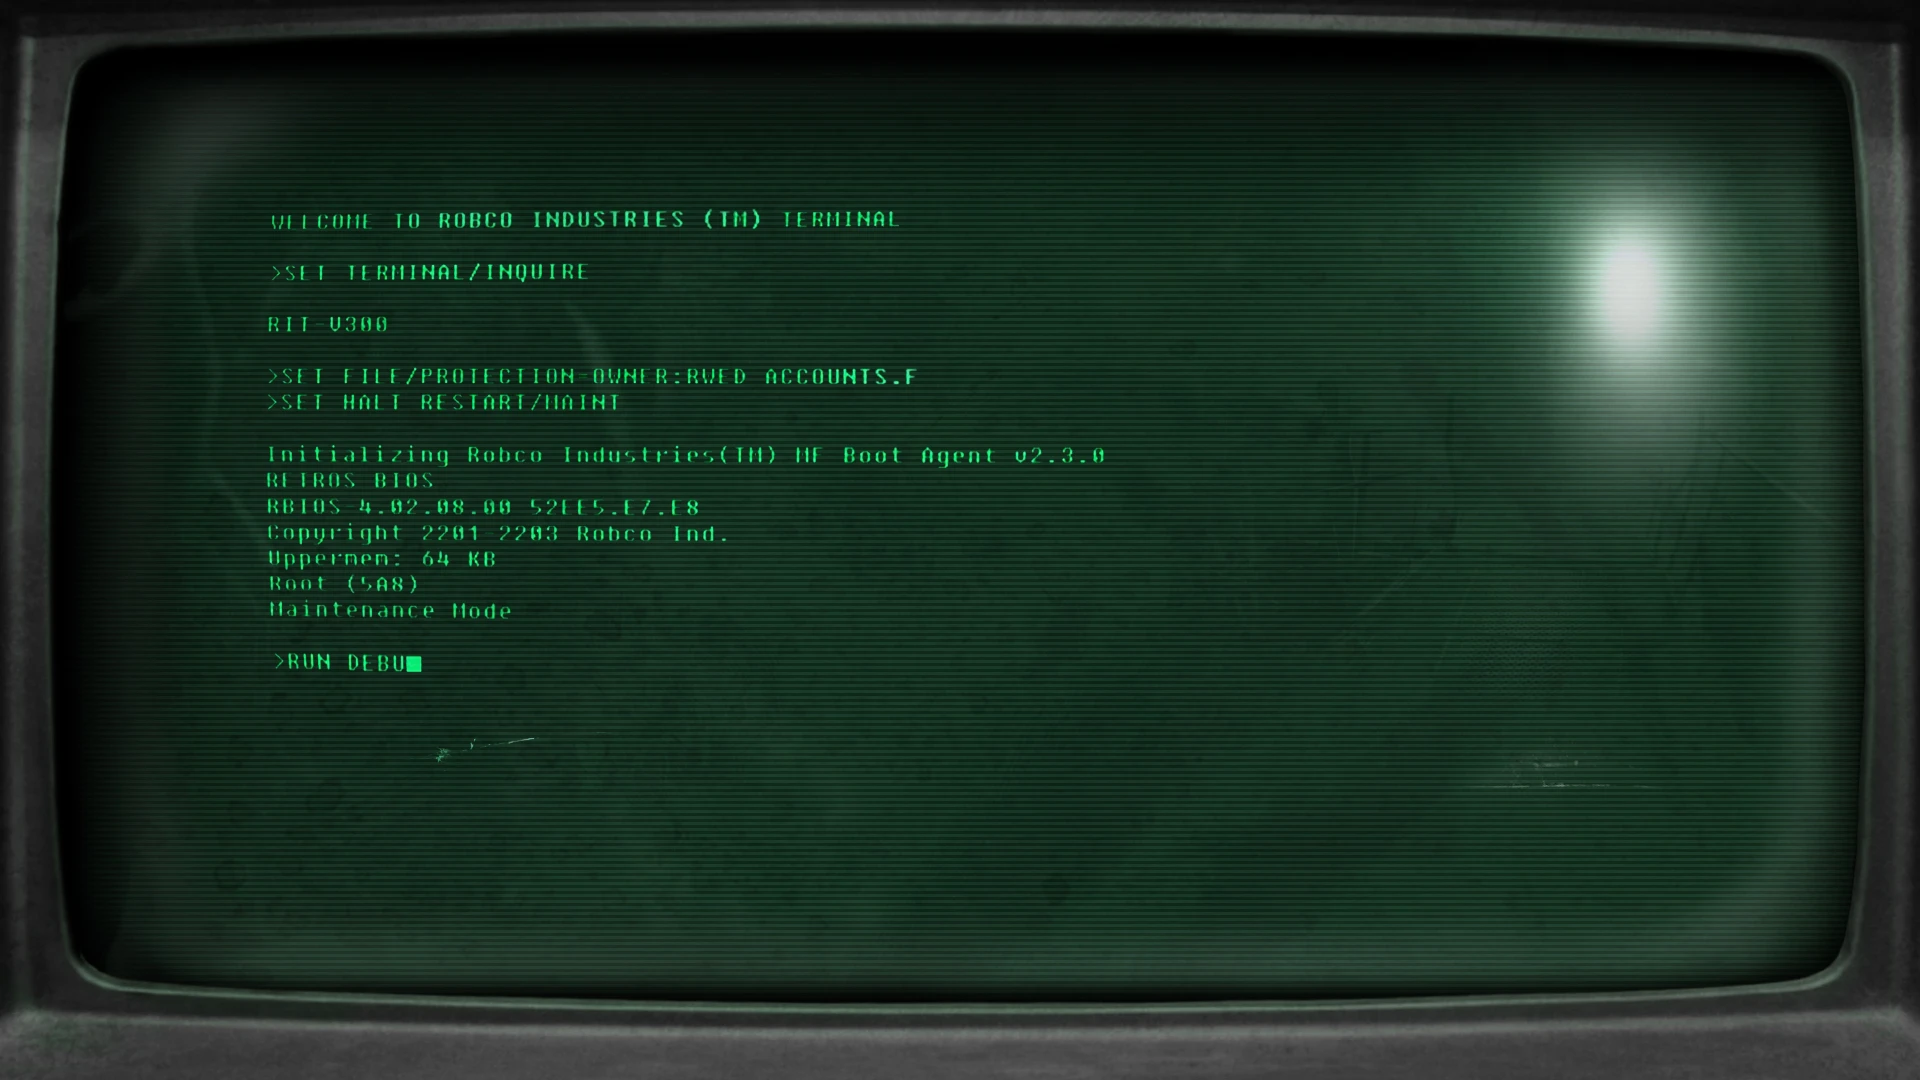 WELCOME TO ROBCO INDUSTRIES (TM) TERMINAL
>SET TERMINAL/INQUIRE
RIT-V300
>SET FILE/PROTECTION=OWNER:RWED ACCOUNTS.F
>SET HALT RESTART/MAINT
Initializing Robco Industries(TM) MF Boot Agent v2.3.0
RETROS BIOS
RBIOS-4.02.08.00 52EE5.E7.E8
Copyright 2201-2203 Robco Ind.
Uppermem: 64 KB
Root (5A8)
Maintenance Mode
>RUN DEBU